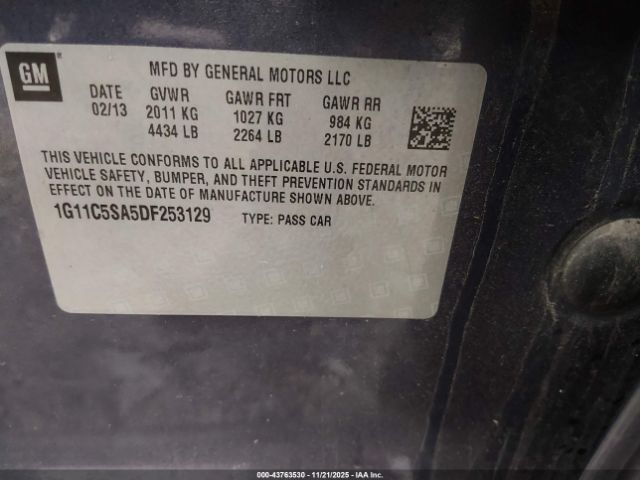 GM
MFD BY GENERAL MOTORS LLC
DATE GVWR GAWR FRT GAWR RR
02/13 2011 KG 1027 KG 984 KG
4434 LB 2264 LB 2170 LB
THIS VEHICLE CONFORMS TO ALL APPLICABLE U.S. FEDERAL MOTOR
VEHICLE SAFETY, BUMPER, AND THEFT PREVENTION STANDARDS IN
EFFECT ON THE DATE OF MANUFACTURE SHOWN ABOVE.
1G11C5SA5DF253129 TYPE: PASS CAR
000-43763530 - 11/21/2025 - IAA Inc.